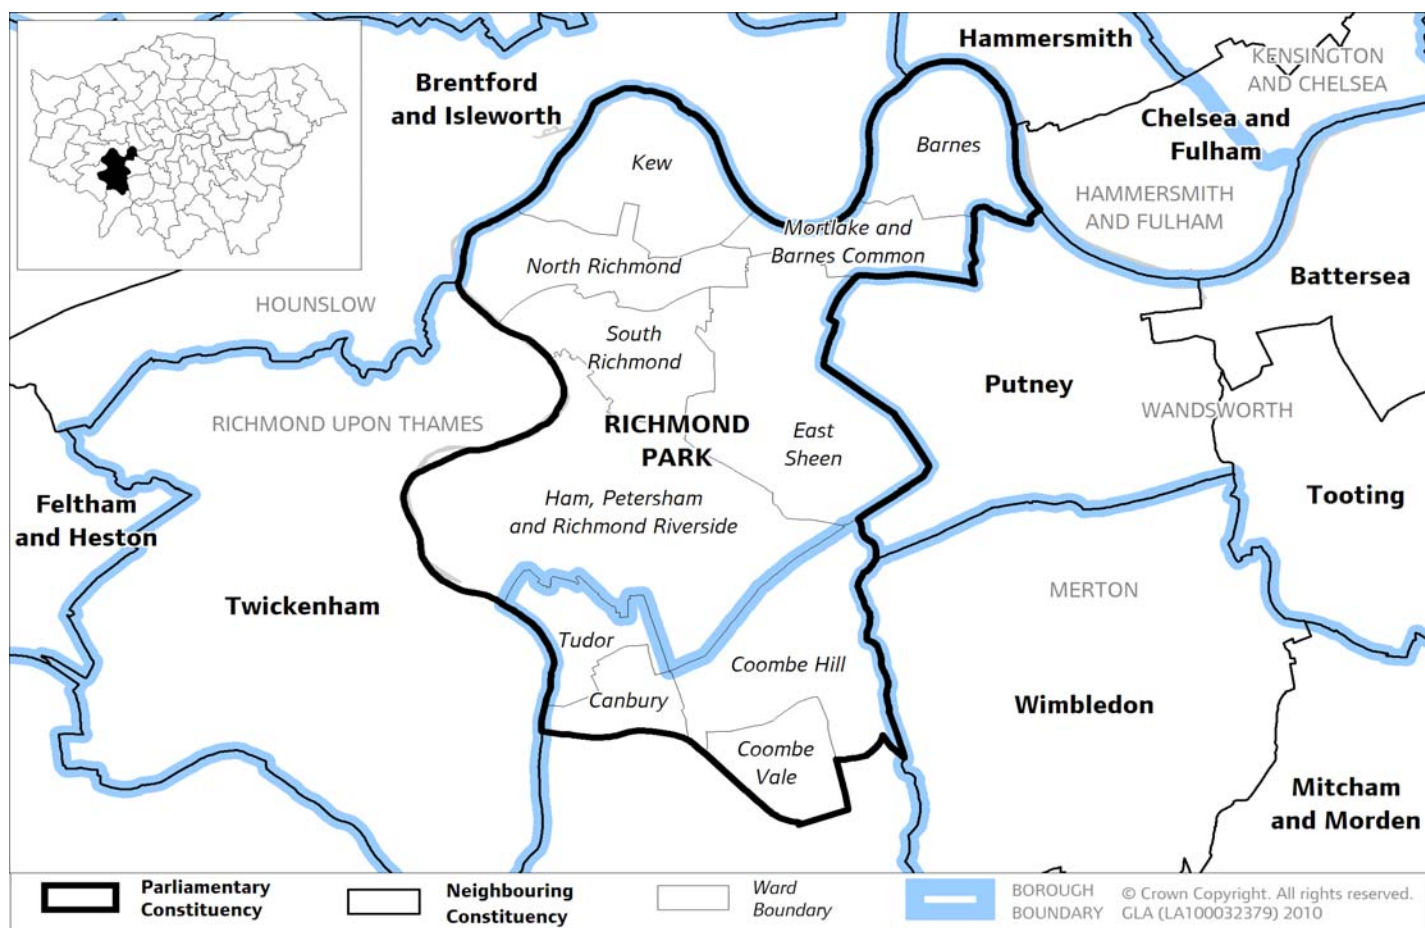 Hammersmith
KENSINGTON
AND CHELSEA
Brentford
and Isleworth
Chelsea and
Fulham
Barnes
Kew
HAMMERSMITH
AND FULHAM
Mortlake and
Barnes Common
North Richmond
Battersea
HOUNSLOW
South
Richmond
Putney
WANDSWORTH
RICHMOND UPON THAMES
RICHMOND
PARK
East
Sheen
Feltham
and Heston
Ham, Petersham
and Richmond Riverside
Tooting
MERTON
Twickenham
Tudor
Coombe Hill
Canbury
Wimbledon
Coombe
Vale
Mitcham
and Morden
Parliamentary
Constituency
Neighbouring
Constituency
Ward
Boundary
BOROUGH
BOUNDARY
© Crown Copyright. All rights reserved.
GLA (LA100032379) 2010